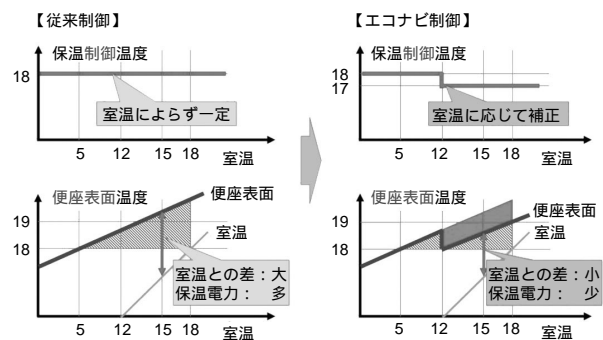 【従来制御】
保温制御温度
18
室温によらず一定
5 12 15 18 室温
便座表面温度
便座表面
19
18
室温
室温との差：大
保温電力： 多
5 12 15 18 室温
【エコナビ制御】
保温制御温度
18
17
室温に応じて補正
5 12 15 18 室温
便座表面温度
便座表面
19
18
室温
室温との差：小
保温電力： 少
5 12 15 18 室温